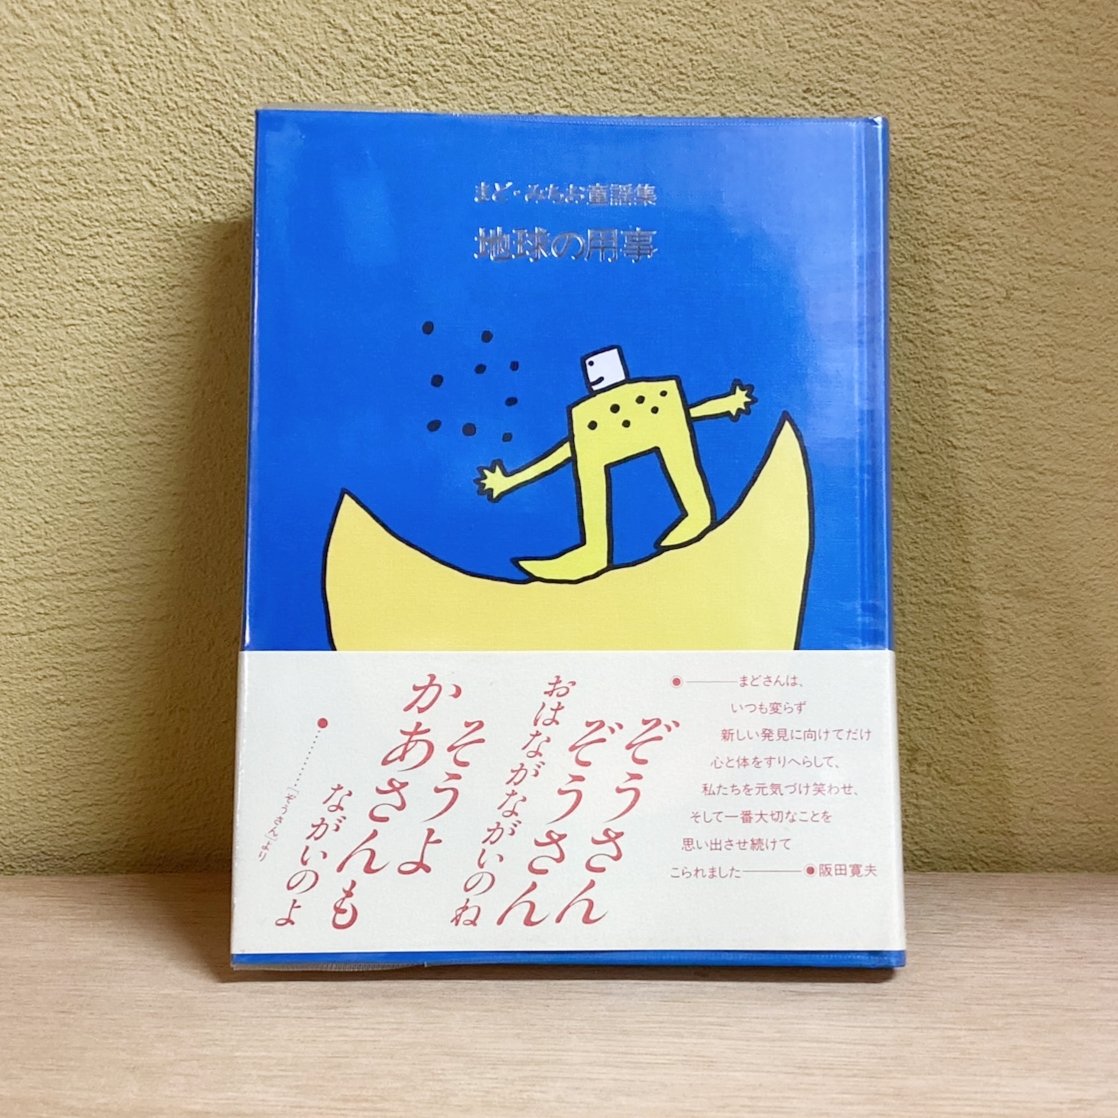 まど・みちお童謡集
地球の用事
●―――まどさんは、
いつも変らず
新しい発見に向けてだけ
心と体をすりへらして、
私たちを元気づけ笑わせ、
そして一番大切なことを
思い出させ続けて
こられました―――●阪田寛夫
ぞうさん
ぞうさん
おはながながいのね
そうよ
かあさんも
ながいのよ
●………「ぞうさん」より